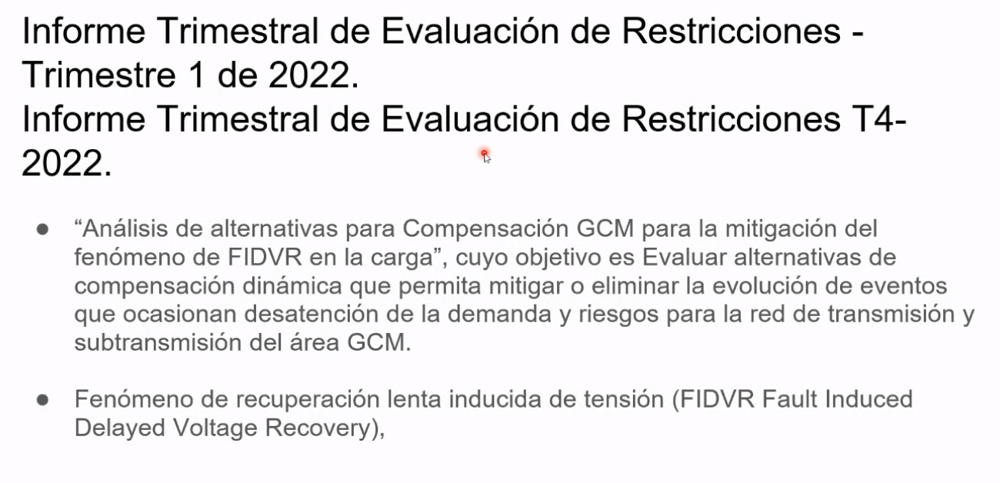 Informe Trimestral de Evaluación de Restricciones -
Trimestre 1 de 2022.
Informe Trimestral de Evaluación de Restricciones T4-
2022.
● “Análisis de alternativas para Compensación GCM para la mitigación del
fenómeno de FIDVR en la carga”, cuyo objetivo es Evaluar alternativas de
compensación dinámica que permita mitigar o eliminar la evolución de eventos
que ocasionan desatención de la demanda y riesgos para la red de transmisión y
subtransmisión del área GCM.
● Fenómeno de recuperación lenta inducida de tensión (FIDVR Fault Induced
Delayed Voltage Recovery),